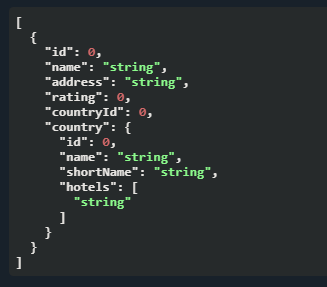 [
  {
    "id": 0,
    "name": "string",
    "address": "string",
    "rating": 0,
    "countryId": 0,
    "country": {
      "id": 0,
      "name": "string",
      "shortName": "string",
      "hotels": [
        "string"
      ]
    }
  }
]